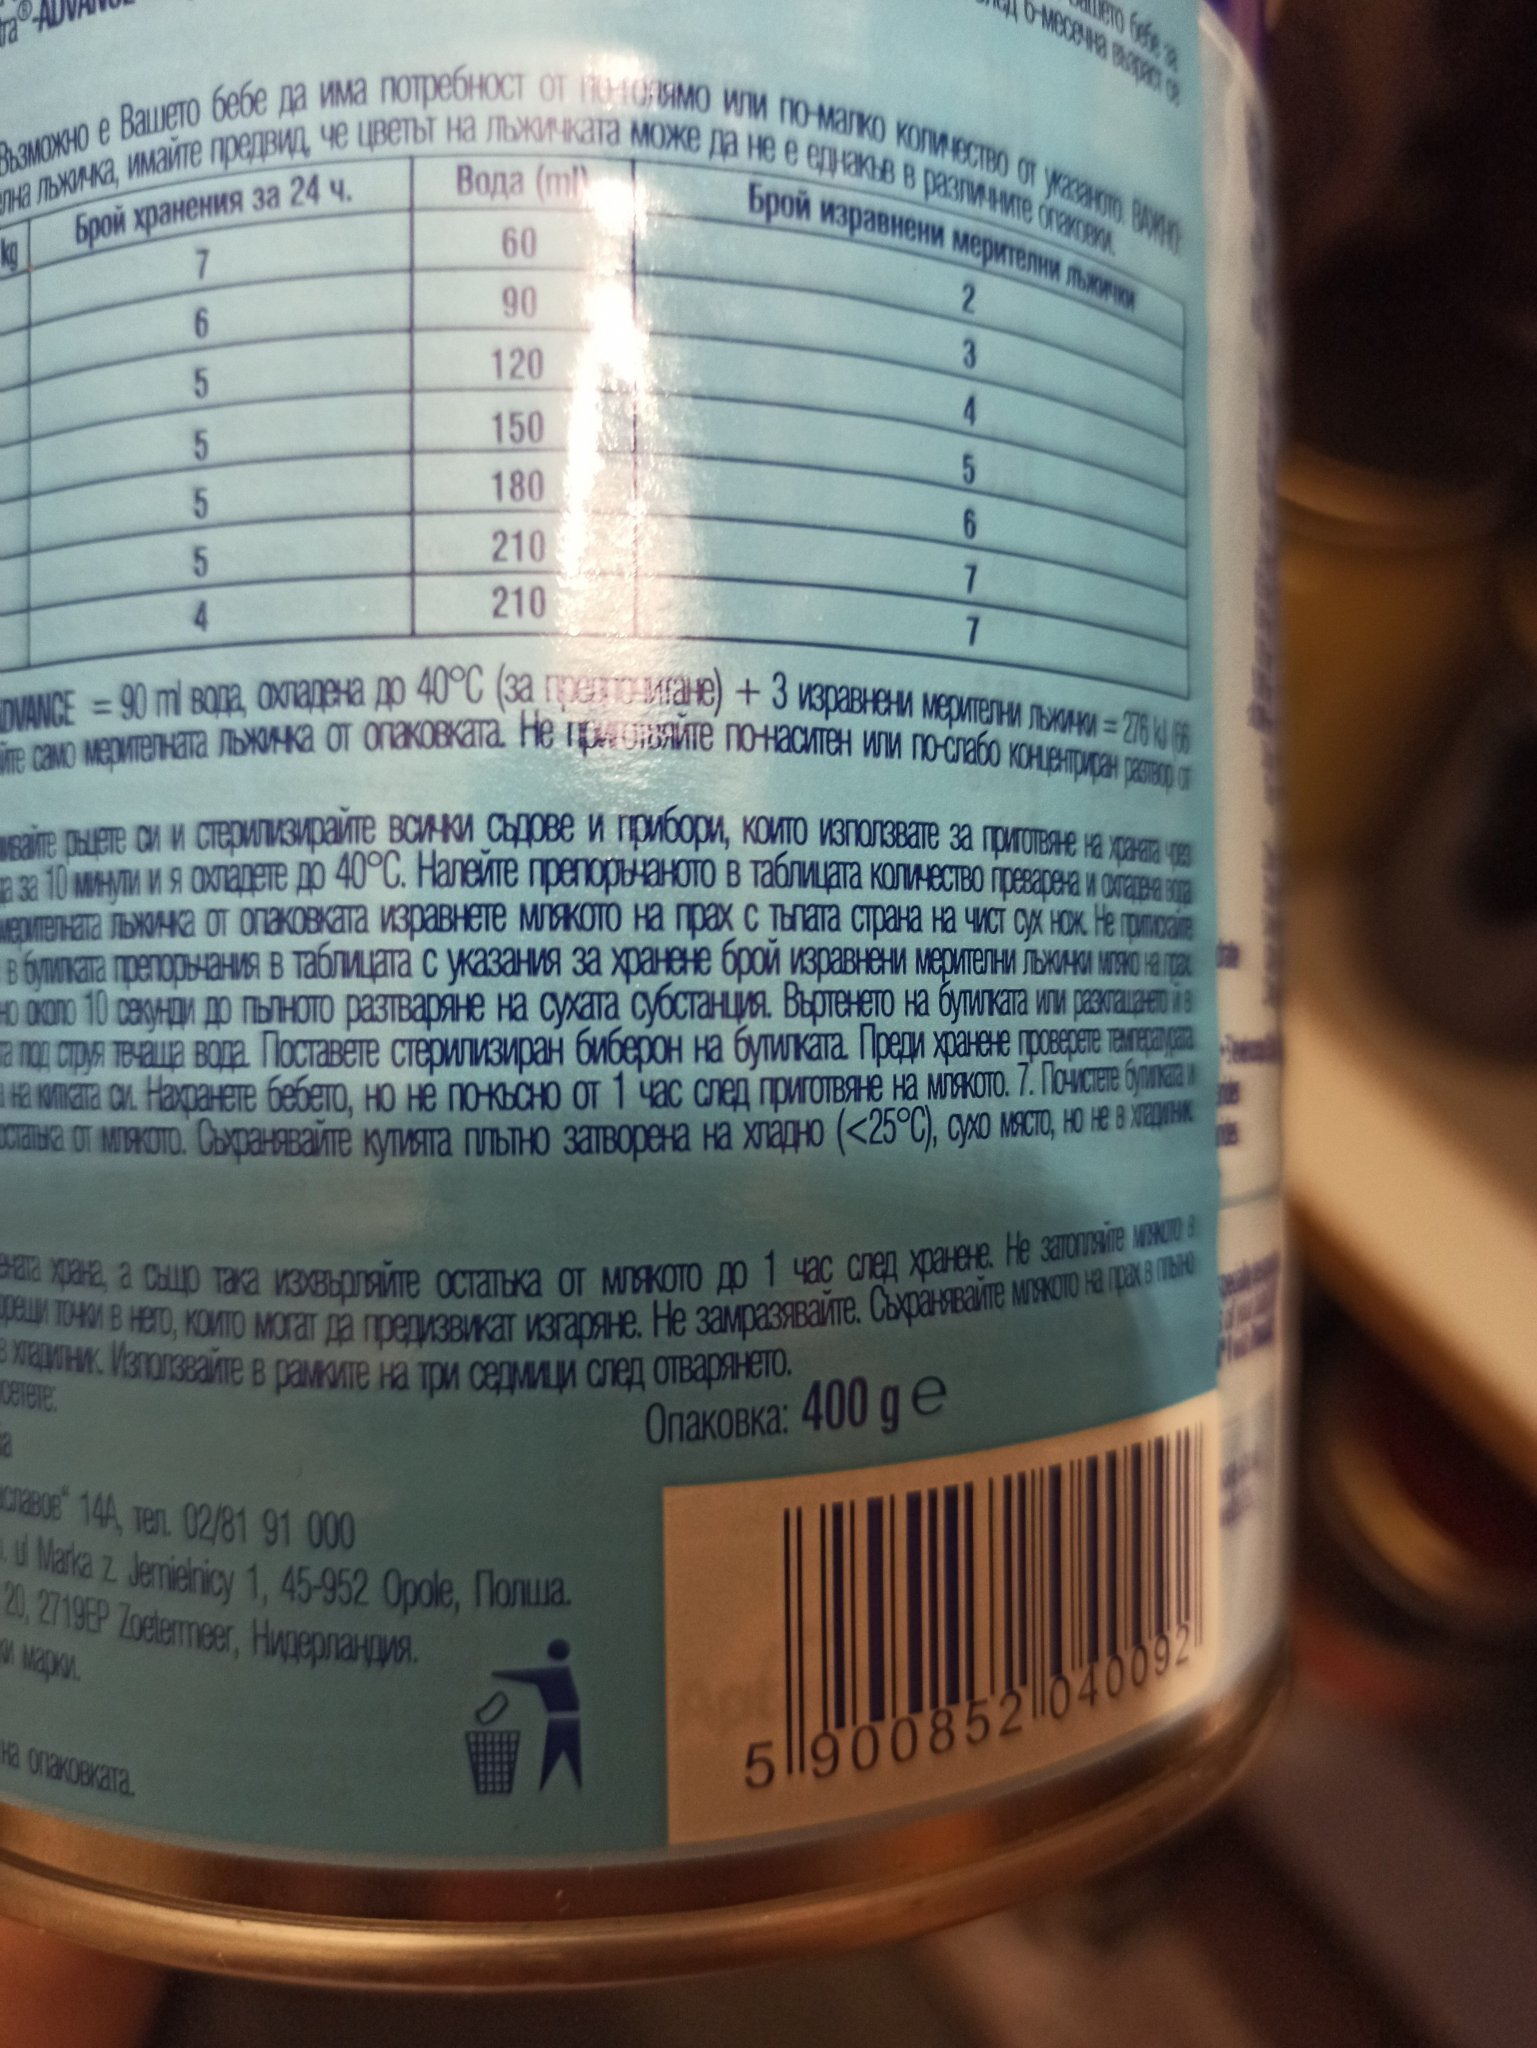 Възможно е Вашето бебе да има потребност от по-голямо или по-малко количество от указаното. ВАЖНО:
лъжичка, имайте предвид, че цветът на лъжичката може да не е еднакъв в различните опаковки.
kg Брой хранения за 24 ч. Вода (ml) Брой изравнени мерителни лъжички
7 60 2
6 90 3
5 120 4
5 150 5
5 180 6
5 210 7
4 210 7
ADVANCE = 90 ml вода, охладена до 40°C (за предпочитане) + 3 изравнени мерителни лъжички = 276 kJ (66
само мерителната лъжичка от опаковката. Не приготвяйте по-наситен или по-слабо концентриран разтвор от
ръцете си и стерилизирайте всички съдове и прибори, които използвате за приготвяне на храната чрез
за 10 минути и я охладете до 40°C. Налейте препоръчаното в таблицата количество преварена и охладена вода
мерителната лъжичка от опаковката изравнете млякото на прах с тъпата страна на чист сух нож. Не притискайте
в бутилката препоръчания в таблицата с указания за хранене брой изравнени мерителни лъжички мляко на прах
около 10 секунди до пълното разтваряне на сухата субстанция. Въртенето на бутилката или разклащането ѝ в
под струя течаща вода. Поставете стерилизиран биберон на бутилката. Преди хранене проверете температурата
на китката си. Нахранете бебето, но не по-късно от 1 час след приготвяне на млякото. 7. Почистете бутилката и
остатъка от млякото. Съхранявайте кутията плътно затворена на хладно (<25°C), сухо място, но не в хладилник
храна, а също така изхвърляйте остатъка от млякото до 1 час след хранене. Не затопляйте млякото в
точки в него, които могат да предизвикат изгаряне. Не замразявайте. Съхранявайте млякото на прах в плътно
в хладилник. Използвайте в рамките на три седмици след отварянето.
Опаковка: 400 g e
14А, тел. 02/81 91 000
ul Marka z Jemielnicy 1, 45-952 Opole, Полша.
20, 2719EP Zoetermeer, Нидерландия.
марки.
на опаковката.
5 900852 040092